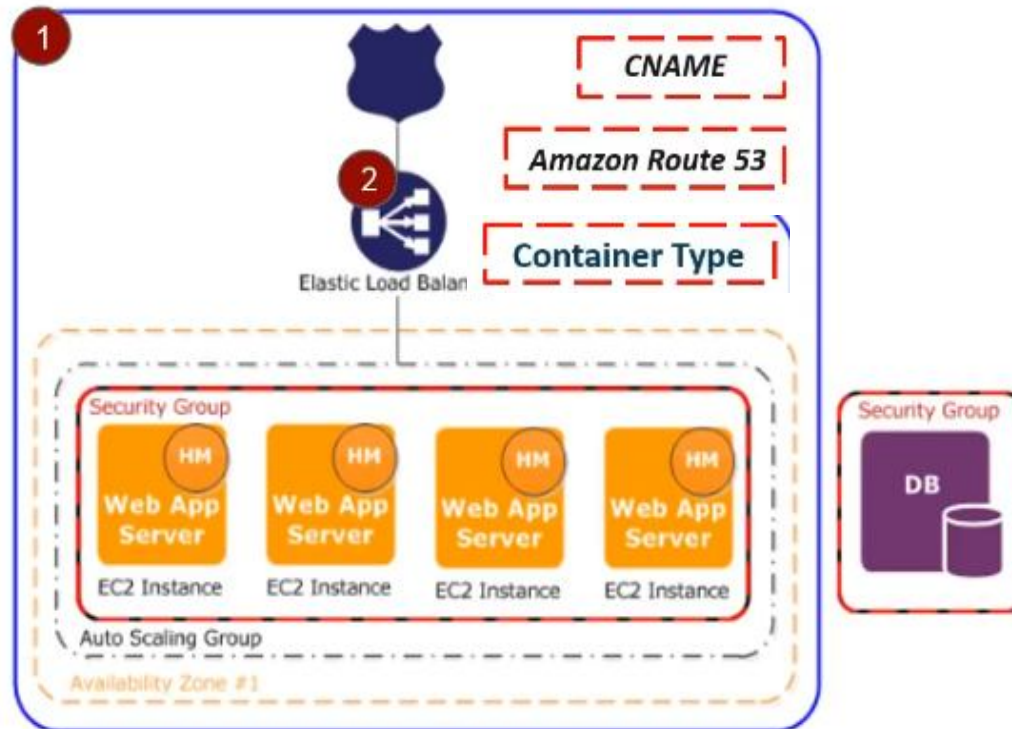 1
CNAME
Amazon Route 53
2
Container Type
Elastic Load Balan
Security Group
HM
HM
HM
HM
Web App
Server
Web App
Server
Web App
Server
Web App
Server
EC2 Instance
EC2 Instance
EC2 Instance
EC2 Instance
Auto Scaling Group
Availability Zone #1
Security Group
DB